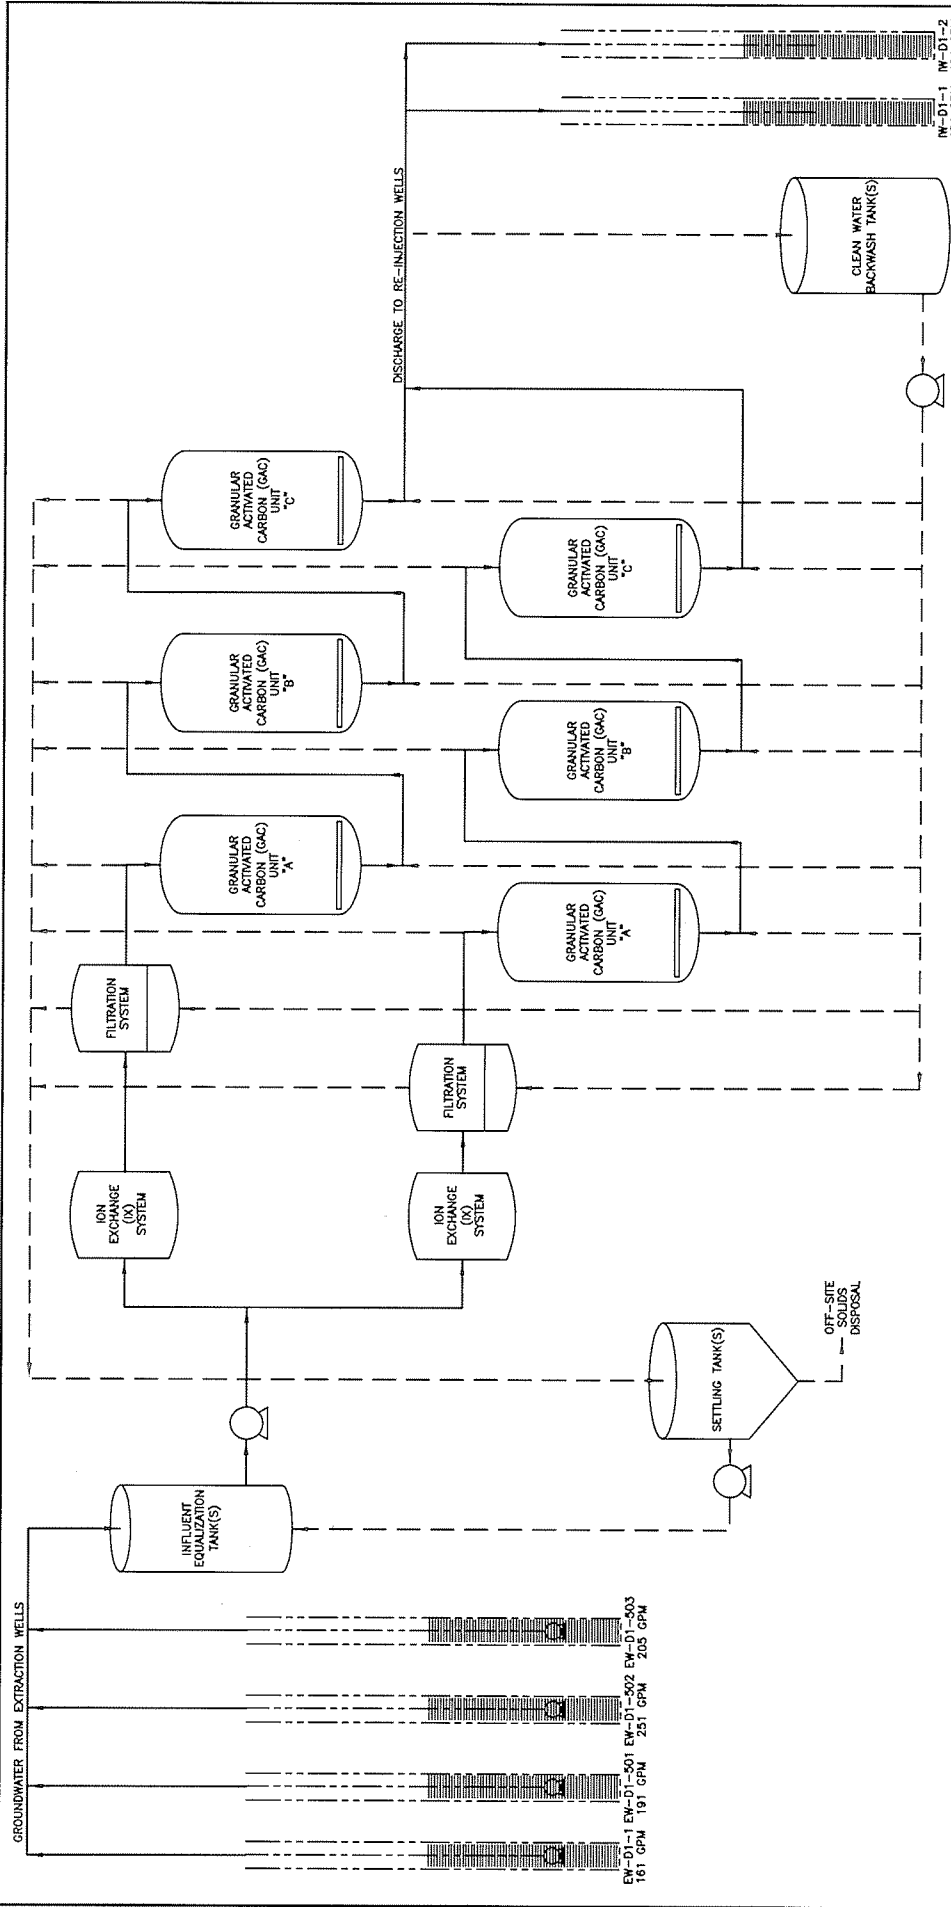 GROUNDWATER FROM EXTRACTION WELLS
EW-D1-1
161 GPM
EW-D1-501
191 GPM
EW-D1-502
251 GPM
EW-D1-503
205 GPM
INFLUENT
EQUALIZATION
TANK(S)
SETTLING TANK(S)
OFF-SITE
SOLIDS
DISPOSAL
ION
EXCHANGE
(IX)
SYSTEM
ION
EXCHANGE
(IX)
SYSTEM
FILTRATION
SYSTEM
FILTRATION
SYSTEM
GRANULAR
ACTIVATED
CARBON (GAC)
UNIT
"A"
GRANULAR
ACTIVATED
CARBON (GAC)
UNIT
"A"
GRANULAR
ACTIVATED
CARBON (GAC)
UNIT
"B"
GRANULAR
ACTIVATED
CARBON (GAC)
UNIT
"B"
GRANULAR
ACTIVATED
CARBON (GAC)
UNIT
"C"
GRANULAR
ACTIVATED
CARBON (GAC)
UNIT
"C"
DISCHARGE TO RE-INJECTION WELLS
CLEAN WATER
BACKWASH TANK(S)
IW-D1-1
IW-D1-2